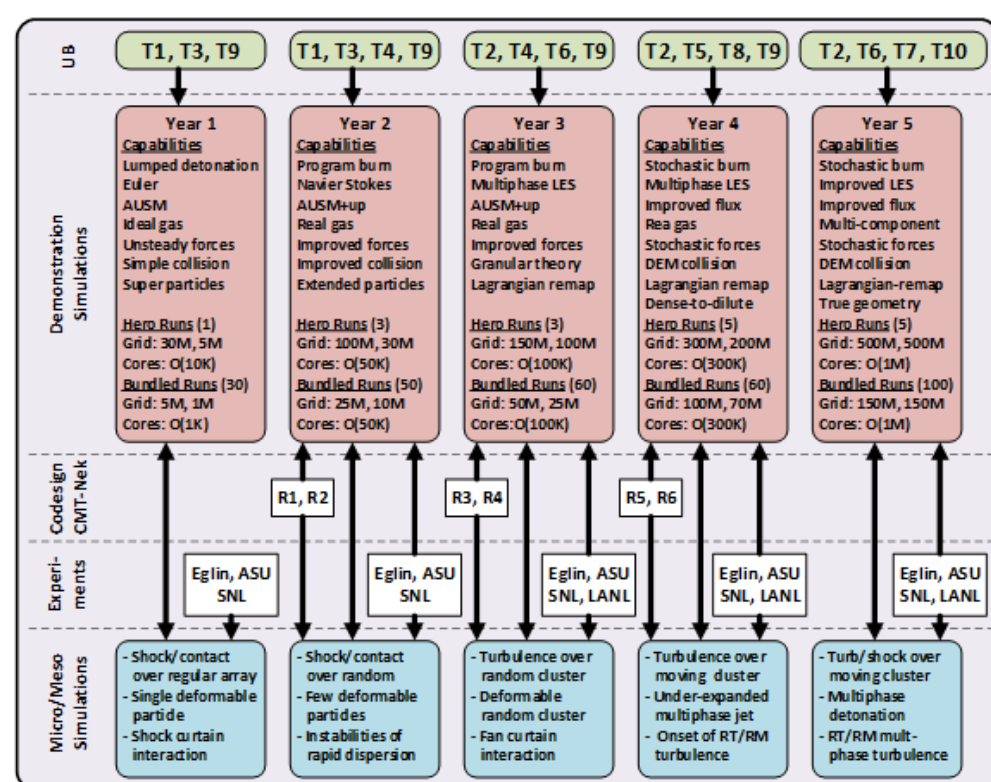 UB
T1, T3, T9
T1, T3, T4, T9
T2, T4, T6, T9
T2, T5, T8, T9
T2, T6, T7, T10
Demonstration
Simulations
Year 1
Capabilities
Lumped detonation
Euler
AUSM
Ideal gas
Unsteady forces
Simple collision
Super particles
Hero Runs (1)
Grid: 30M, 5M
Cores: O(10K)
Bundled Runs (30)
Grid: 5M, 1M
Cores: O(1K)
Year 2
Capabilities
Program burn
Navier Stokes
AUSM+up
Real gas
Improved forces
Improved collision
Extended particles
Hero Runs (3)
Grid: 100M, 30M
Cores: O(50K)
Bundled Runs (50)
Grid: 25M, 10M
Cores: O(50K)
Year 3
Capabilities
Program burn
Multiphase LES
AUSM+up
Real gas
Improved forces
Granular theory
Lagrangian remap
Hero Runs (3)
Grid: 150M, 100M
Cores: O(100K)
Bundled Runs (60)
Grid: 50M, 25M
Cores:O(100K)
Year 4
Capabilities
Stochastic burn
Multiphase LES
Improved flux
Rea gas
Stochastic forces
DEM collision
Lagrangian remap
Dense-to-dilute
Hero Runs (5)
Grid: 300M, 200M
Cores: O(300K)
Bundled Runs (60)
Grid: 100M, 70M
Cores: O(300K)
Year 5
Capabilities
Stochastic burn
Improved LES
Improved flux
Multi-component
Stochastic forces
DEM collision
Lagrangian-remap
True geometry
Hero Runs (5)
Grid: 500M, 500M
Cores: O(1M)
Bundled Runs (100)
Grid: 150M, 150M
Cores: O(1M)
Codesign
CMT-Nek
R1, R2
R3, R4
R5, R6
Experi-
ments
Eglin, ASU
SNL
Eglin, ASU
SNL
Eglin, ASU
SNL, LANL
Eglin, ASU
SNL, LANL
Eglin, ASU
SNL, LANL
Micro/Meso
Simulations
- Shock/contact
over regular array
- Single deformable
particle
- Shock curtain
interaction
- Shock/contact
over random
- Few deformable
particles
- Instabilities of
rapid dispersion
- Turbulence over
random cluster
- Deformable
random cluster
- Fan curtain
interaction
- Turbulence over
moving cluster
- Under-expanded
multiphase jet
- Onset of RT/RM
turbulence
- Turb/shock over
moving cluster
- Multiphase
detonation
- RT/RM mult-
phase turbulence